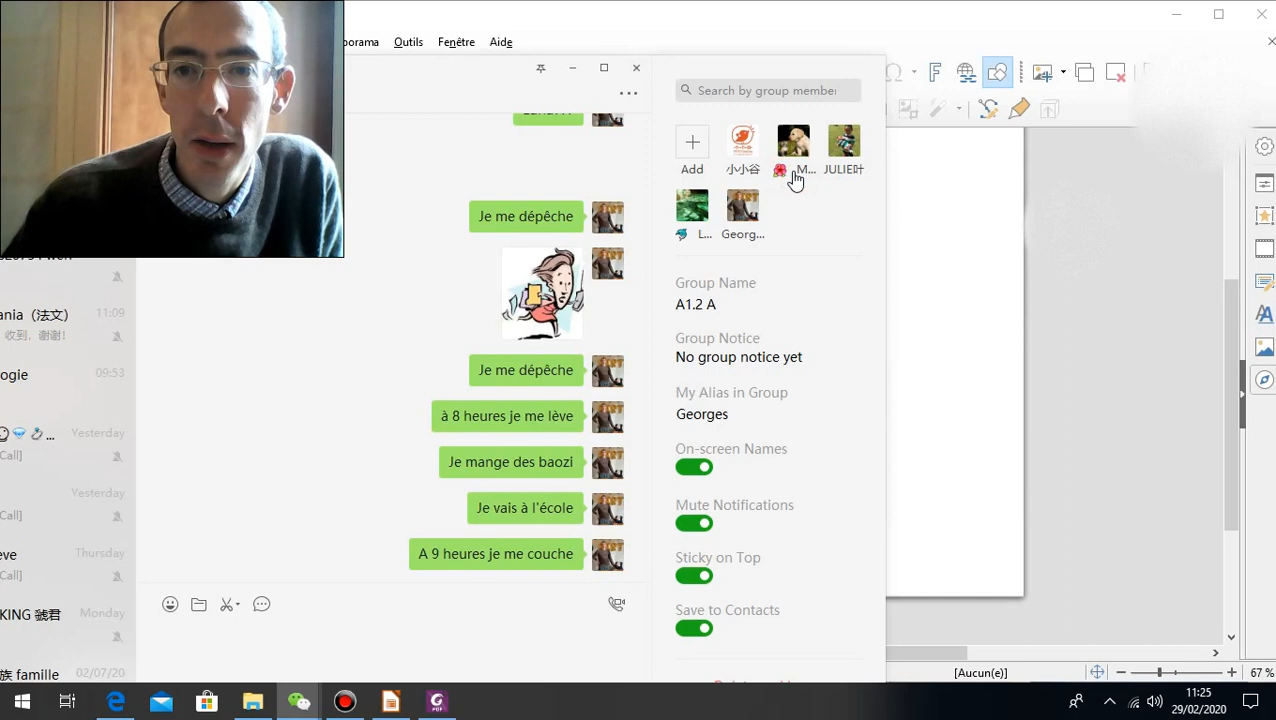 orama Outils Fenêtre Aide
Search by group member
Add 小小谷 M... JULIE叶
L... Georg...
Je me dépêche
Group Name
A1.2 A
ania（法文） 11:09
收到，谢谢!
Group Notice
No group notice yet
Je me dépêche
ogie 09:53
My Alias in Group
Georges
à 8 heures je me lève
... Yesterday
Call]
On-screen Names
Je mange des baozi
Yesterday
Call]
Mute Notifications
Je vais à l'école
eve Thursday
Call]
A 9 heures je me couche
Sticky on Top
KING 虢君 Monday
Save to Contacts
族 famille 02/07/20
[Aucun(e)] 67 %
PDF
11:25
29/02/2020